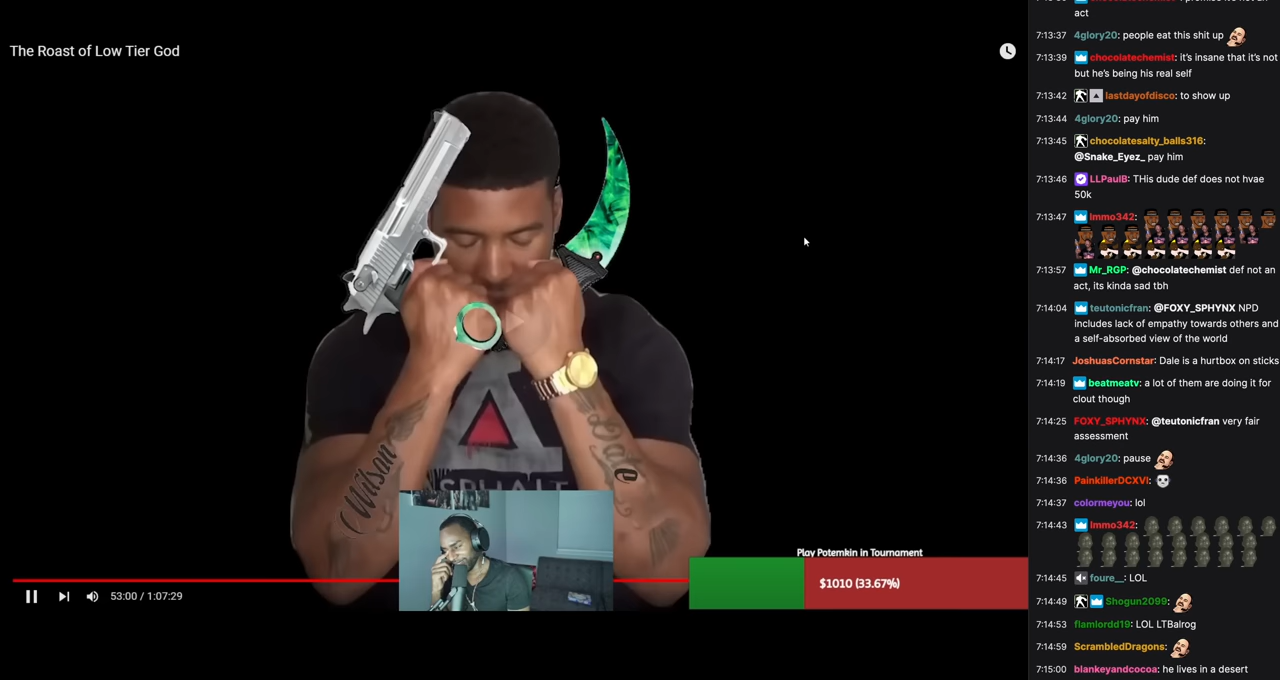 The Roast of Low Tier God
Wilson
Dale
ASPHALT
Play Potemkin in Tournament
$1010 (33.67%)
53:00 / 1:07:29
act
7:13:37 4glory20: people eat this shit up
7:13:39 chocolatechemist: it's insane that it's not
but he's being his real self
7:13:42 lastdayofdisco: to show up
7:13:44 4glory20: pay him
7:13:45 chocolatesalty_balls316:
@Snake_Eyez_ pay him
7:13:46 LLPaulB: THis dude def does not hvae
50k
7:13:47 Immo342:
7:13:57 Mr_RGP: @chocolatechemist def not an
act, its kinda sad tbh
7:14:04 teutonicfran: @FOXY_SPHYNX NPD
includes lack of empathy towards others and
a self-absorbed view of the world
7:14:17 JoshuasCornstar: Dale is a hurtbox on sticks
7:14:19 beatmeatv: a lot of them are doing it for
clout though
7:14:25 FOXY_SPHYNX: @teutonicfran very fair
assessment
7:14:36 4glory20: pause
7:14:36 PainkillerDCXVI:
7:14:37 colormeyou: lol
7:14:43 Immo342:
7:14:45 foure__: LOL
7:14:49 Shogun2099:
7:14:53 flamlordd19: LOL LTBalrog
7:14:59 ScrambledDragons:
7:15:00 blankeyandcocoa: he lives in a desert